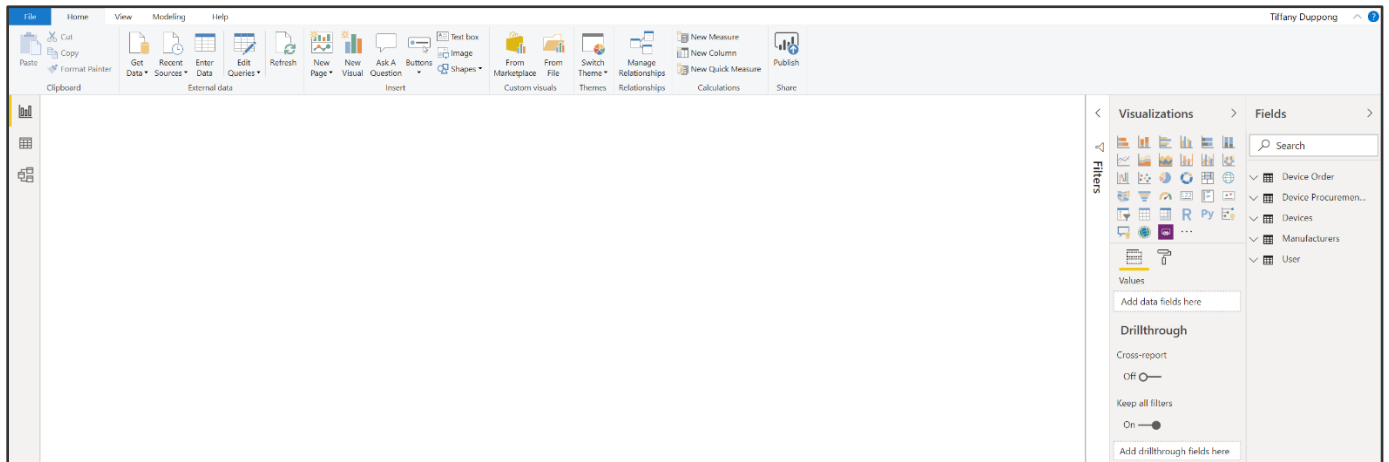 File Home View Modeling Help Tiffany Duppong
Paste
Cut
Copy
Format Painter
Clipboard
Get Data
Recent Sources
Enter Data
Edit Queries
Refresh
External data
New Page
New Visual
Ask A Question
Buttons
Text box
Image
Shapes
Insert
From Marketplace
From File
Custom visuals
Switch Theme
Themes
Manage Relationships
Relationships
New Measure
New Column
New Quick Measure
Calculations
Publish
Share
Filters
Visualizations
R Py
Values
Add data fields here
Drillthrough
Cross-report
Off
Keep all filters
On
Add drillthrough fields here
Fields
Search
Device Order
Device Procuremen...
Devices
Manufacturers
User